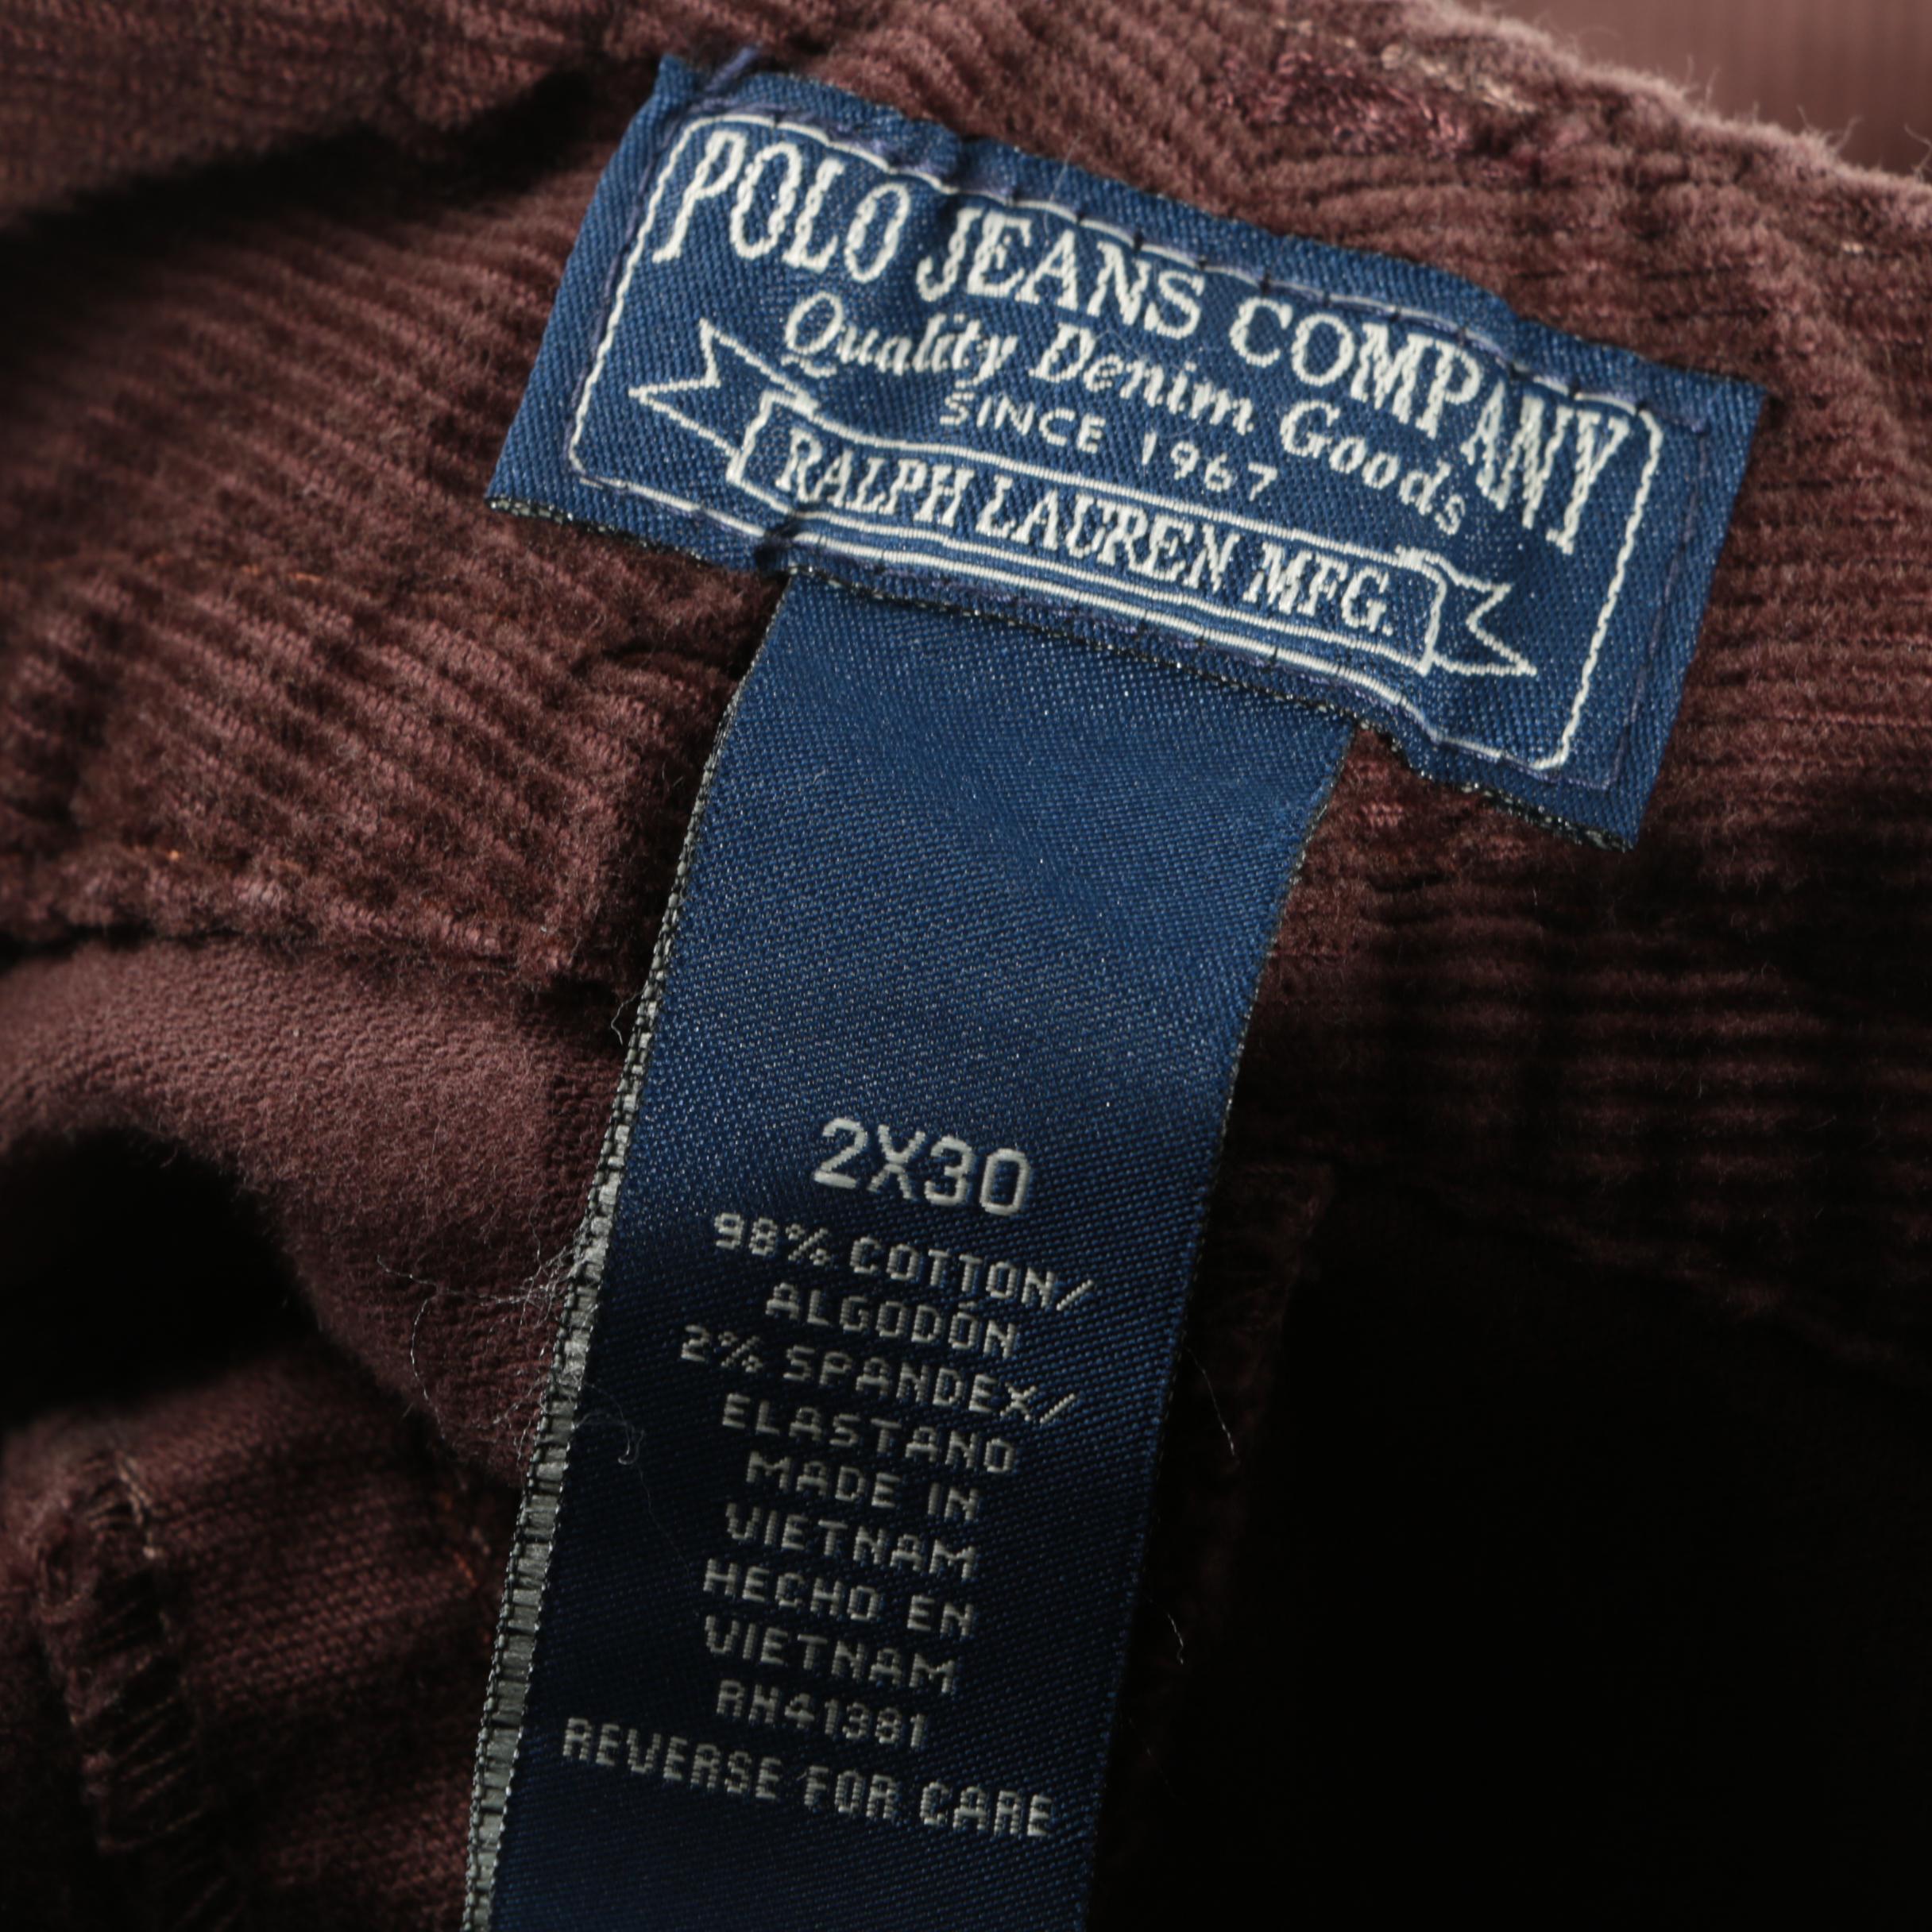 POLO JEANS COMPANY
Quality Denim Goods
SINCE 1967
RALPH LAUREN MFG.
2X30
98% COTTON/
ALGODÓN
2% SPANDEX/
ELASTANO
MADE IN
VIETNAM
HECHO EN
VIETNAM
RH41381
REVERSE FOR CARE